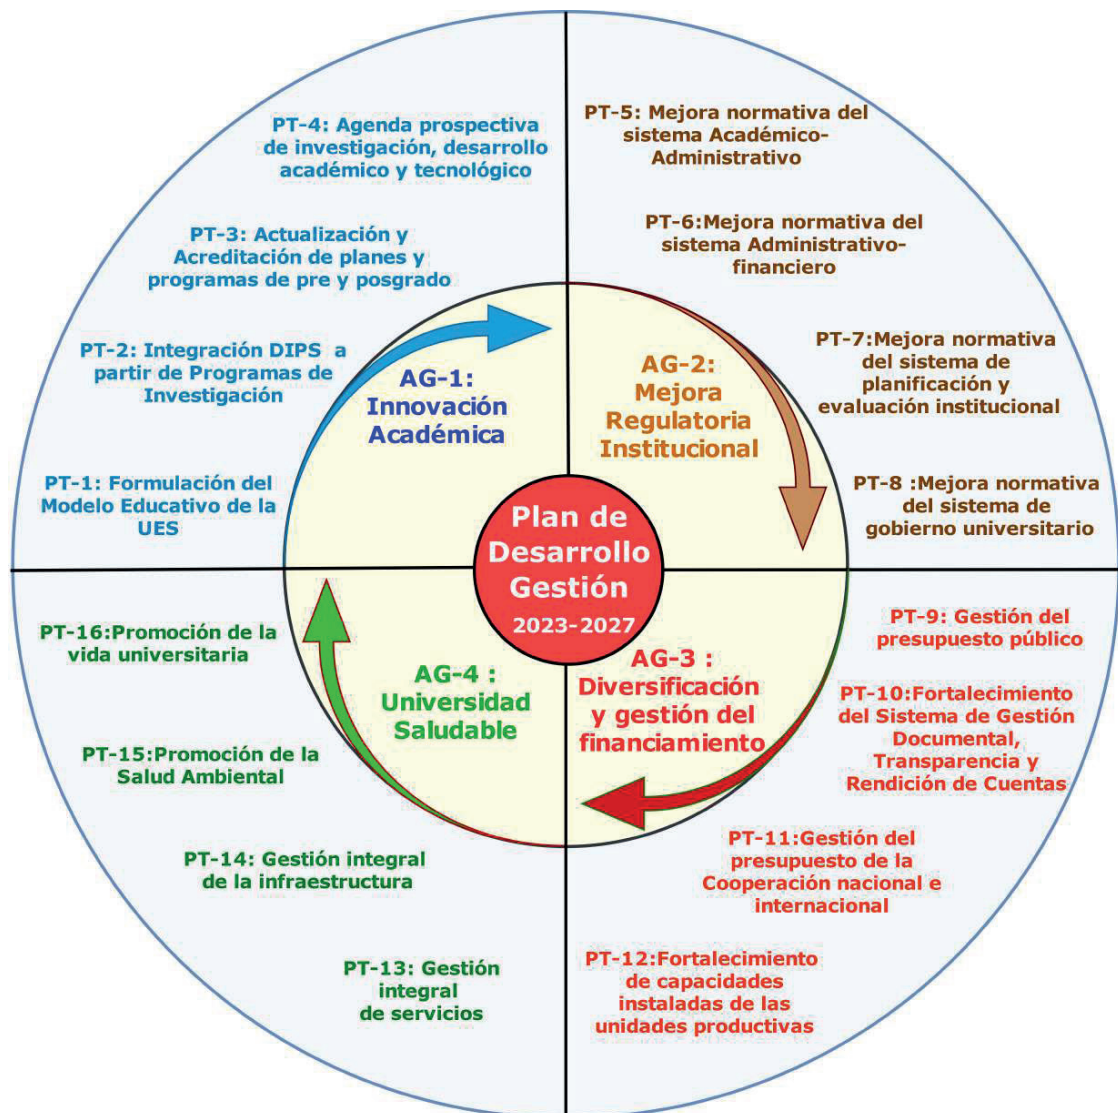 Plan de
Desarrollo
Gestión
2023-2027
AG-1:
Innovación
Académica
PT-1: Formulación del
Modelo Educativo de la
UES
PT-2: Integración DIPS a
partir de Programas de
Investigación
PT-3: Actualización y
Acreditación de planes y
programas de pre y posgrado
PT-4: Agenda prospectiva
de investigación, desarrollo
académico y tecnológico
AG-2:
Mejora
Regulatoria
Institucional
PT-5: Mejora normativa del
sistema Académico-
Administrativo
PT-6:Mejora normativa del
sistema Administrativo-
financiero
PT-7:Mejora normativa
del sistema de
planificación y
evaluación institucional
PT-8 :Mejora normativa
del sistema de
gobierno universitario
AG-3 :
Diversificación
y gestión del
financiamiento
PT-9: Gestión del
presupuesto público
PT-10:Fortalecimiento
del Sistema de Gestión
Documental,
Transparencia y
Rendición de Cuentas
PT-11:Gestión del
presupuesto de la
Cooperación nacional e
internacional
PT-12:Fortalecimiento
de capacidades
instaladas de las
unidades productivas
AG-4 :
Universidad
Saludable
PT-13: Gestión
integral
de servicios
PT-14: Gestión integral
de la infraestructura
PT-15:Promoción de la
Salud Ambiental
PT-16:Promoción de la
vida universitaria